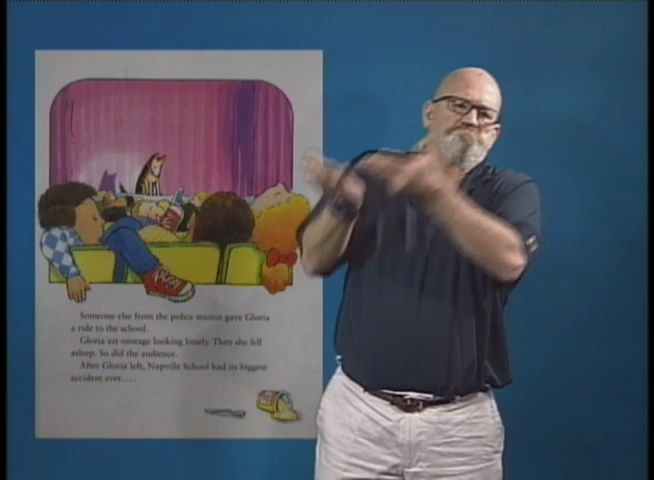 Someone else from the police station gave Gloria
a ride to the school.
Gloria sat onstage looking lonely. Then she fell
asleep. So did the audience.
After Gloria left, Napville School had its biggest
accident ever....